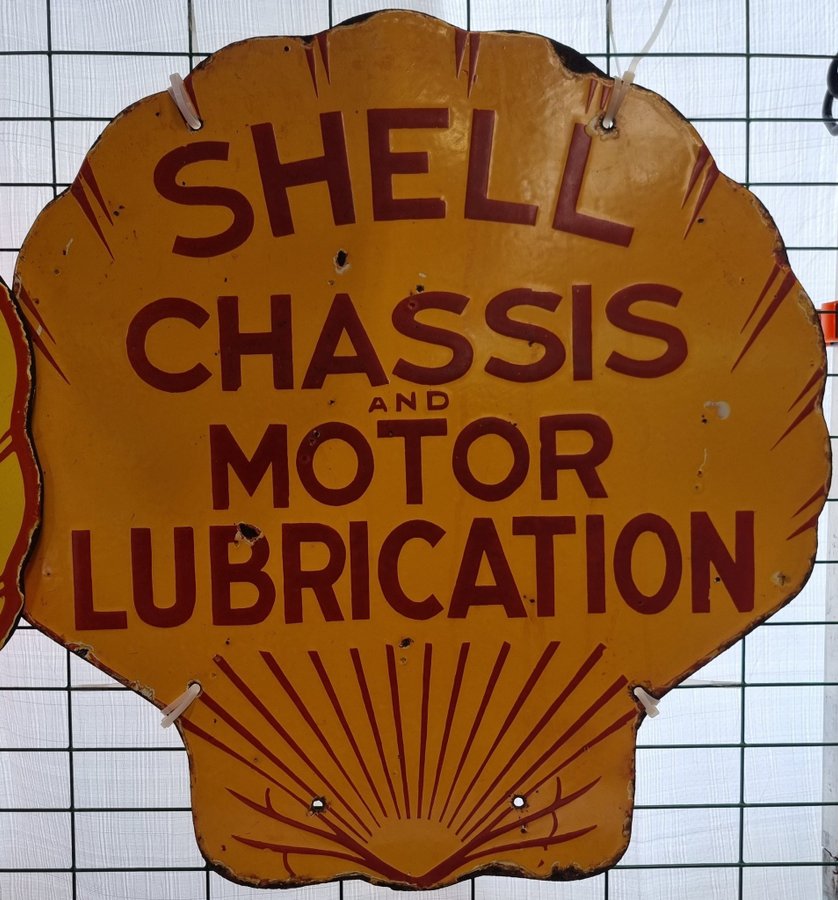 SHELL
CHASSIS
AND
MOTOR
LUBRICATION